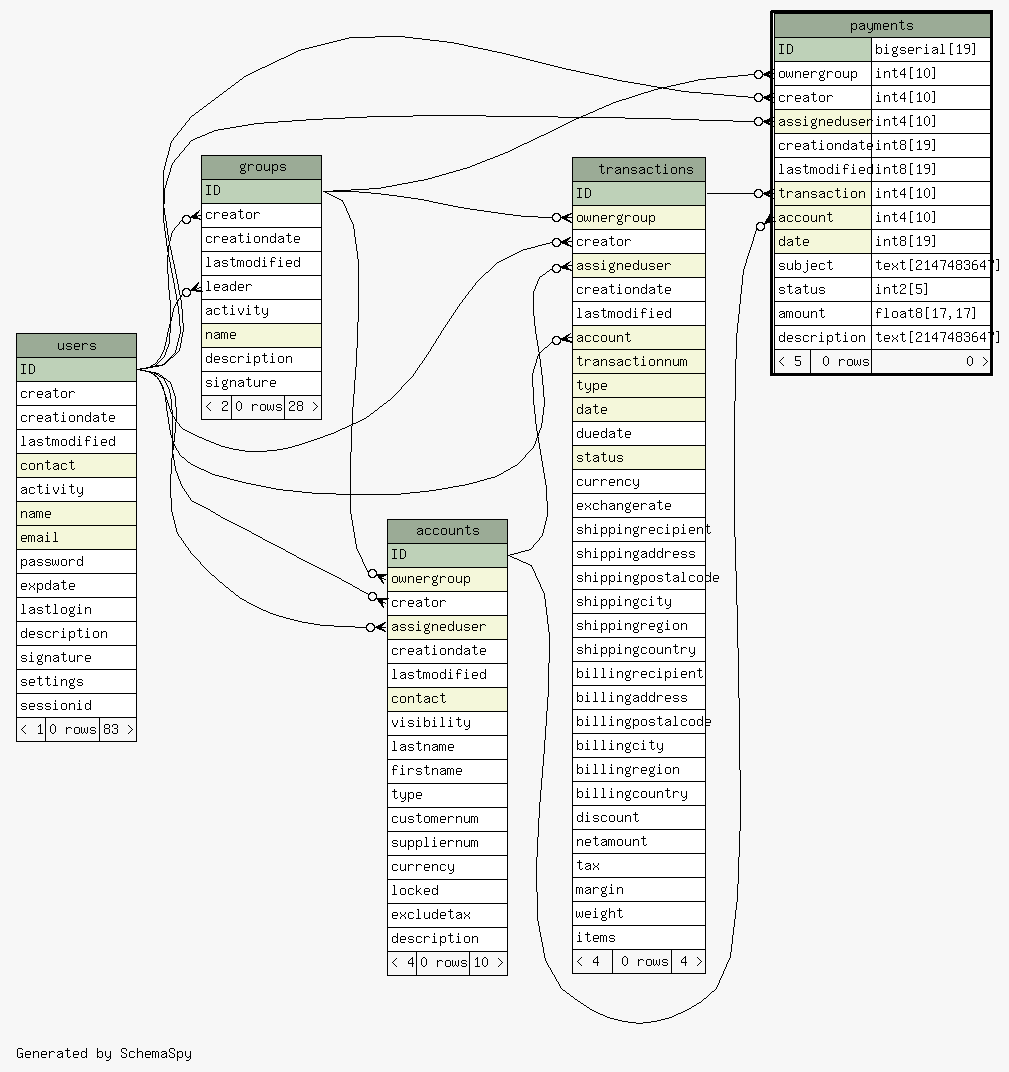 payments
ID bigserial[19]
ownergroup int4[10]
creator int4[10]
assigneduser int4[10]
creationdate int8[19]
lastmodified int8[19]
transaction int4[10]
account int4[10]
date int8[19]
subject text[2147483647]
status int2[5]
amount float8[17,17]
description text[2147483647]
< 5 0 rows 0 >
groups
ID
creator
creationdate
lastmodified
leader
activity
name
description
signature
< 2 0 rows 28 >
transactions
ID
ownergroup
creator
assigneduser
creationdate
lastmodified
account
transactionnum
type
date
duedate
status
currency
exchangerate
shippingrecipient
shippingaddress
shippingpostalcode
shippingcity
shippingregion
shippingcountry
billingrecipient
billingaddress
billingpostalcode
billingcity
billingregion
billingcountry
discount
netamount
tax
margin
weight
items
< 4 0 rows 4 >
users
ID
creator
creationdate
lastmodified
contact
activity
name
email
password
expdate
lastlogin
description
signature
settings
sessionid
< 1 0 rows 83 >
accounts
ID
ownergroup
creator
assigneduser
creationdate
lastmodified
contact
visibility
lastname
firstname
type
customernum
suppliernum
currency
locked
excludetax
description
< 4 0 rows 10 >
Generated by SchemaSpy